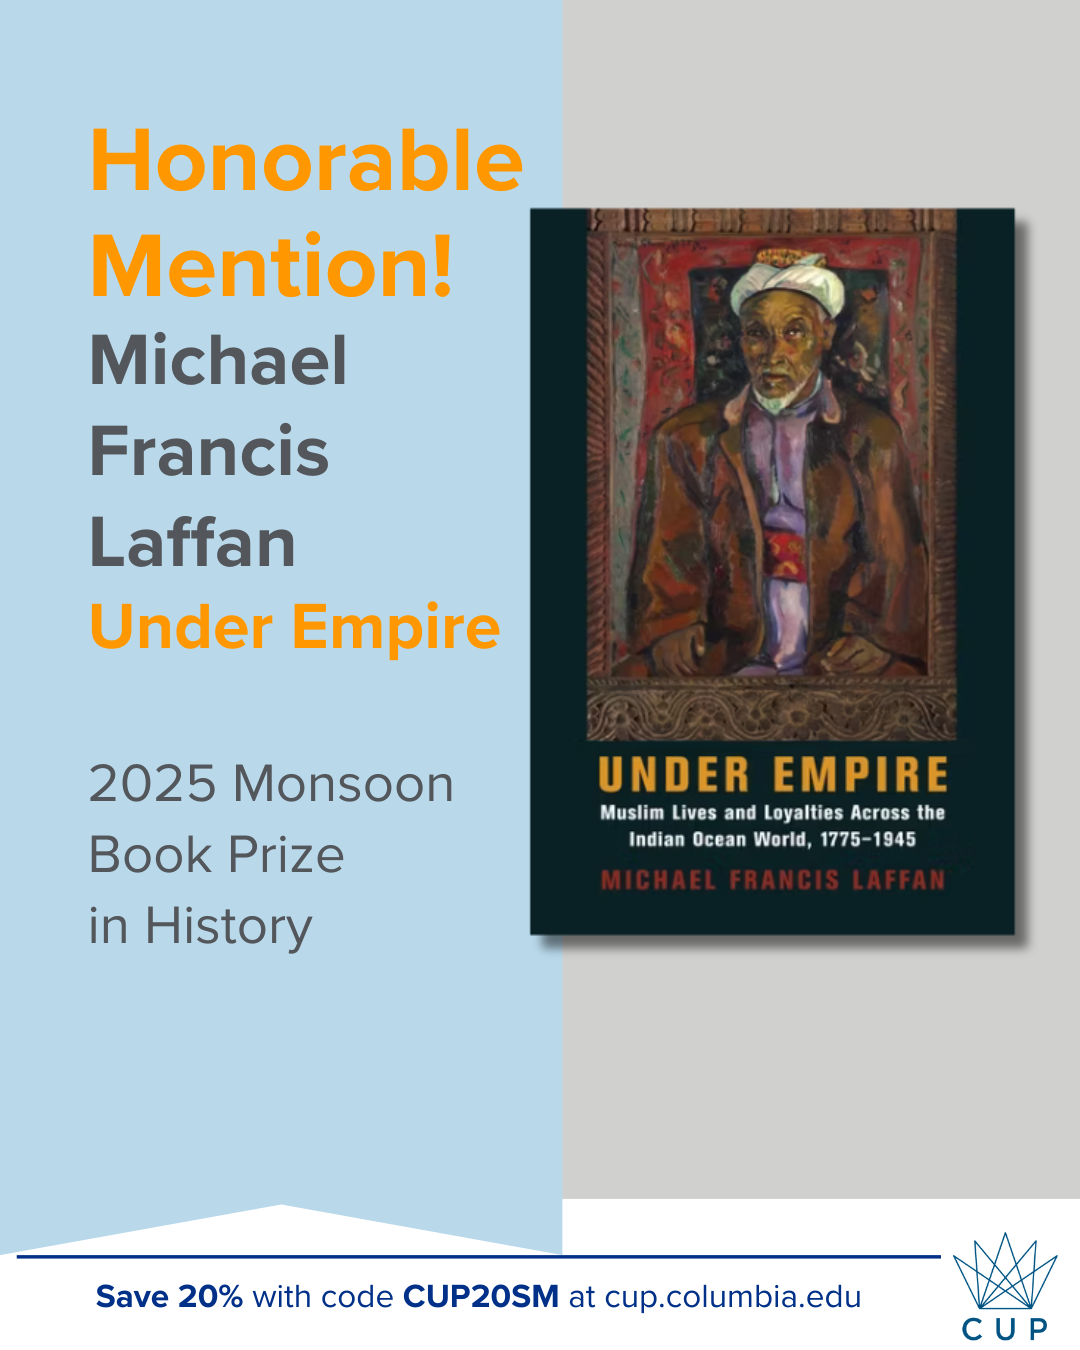 Honorable
Mention!
Michael
Francis
Laffan
Under Empire
2025 Monsoon
Book Prize
in History
UNDER EMPIRE
Muslim Lives and Loyalties Across the
Indian Ocean World, 1775–1945
MICHAEL FRANCIS LAFFAN
Save 20% with code CUP20SM at cup.columbia.edu
CUP